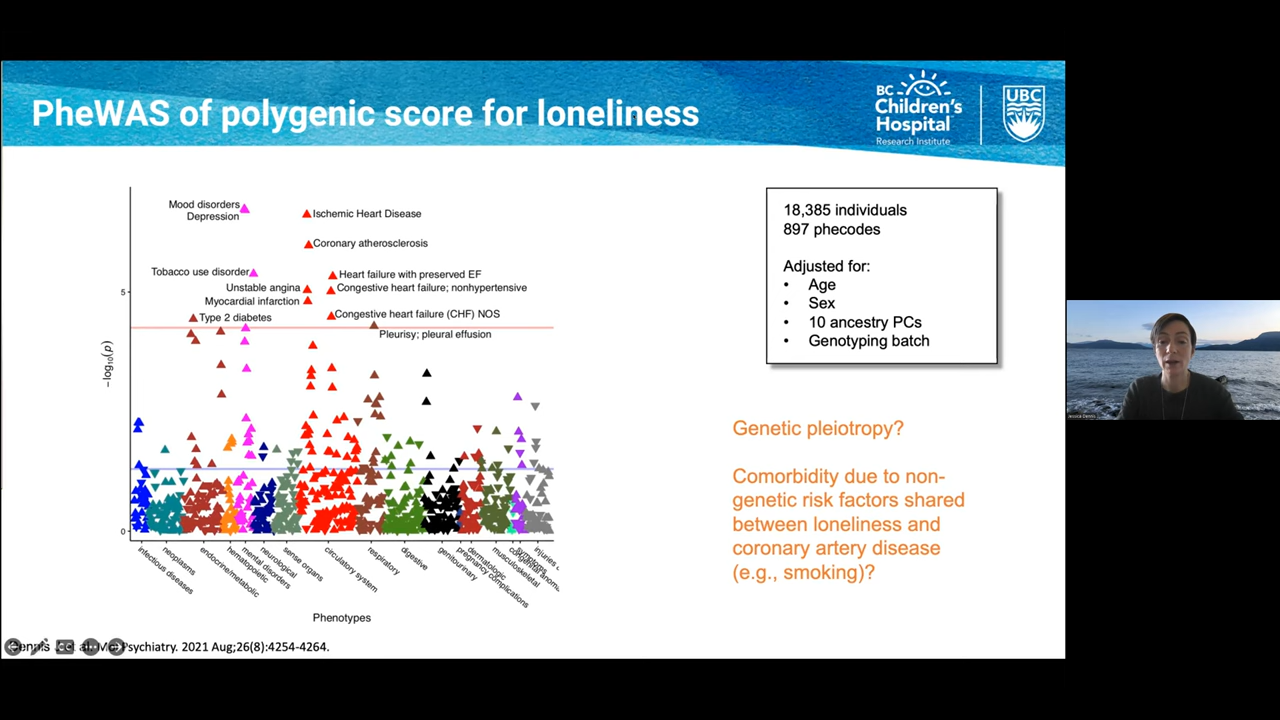 PheWAS of polygenic score for loneliness
BC
Children's
Hospital
Research Institute
UBC
Mood disorders
Depression
Ischemic Heart Disease
Coronary atherosclerosis
Tobacco use disorder
Heart failure with preserved EF
Unstable angina
Congestive heart failure; nonhypertensive
5
Myocardial infarction
Type 2 diabetes
Congestive heart failure (CHF) NOS
Pleurisy; pleural effusion
−log10(p)
0
infectious diseases
neoplasms
endocrine/metabolic
hematopoietic
mental disorders
neurological
sense organs
circulatory system
respiratory
digestive
genitourinary
pregnancy complications
dermatologic
musculoskeletal
Phenotypes
18,385 individuals
897 phecodes
Adjusted for:
• Age
• Sex
• 10 ancestry PCs
• Genotyping batch
Genetic pleiotropy?
Comorbidity due to non-
genetic risk factors shared
between loneliness and
coronary artery disease
(e.g., smoking)?
Psychiatry. 2021 Aug;26(8):4254-4264.
Jessica Dennis